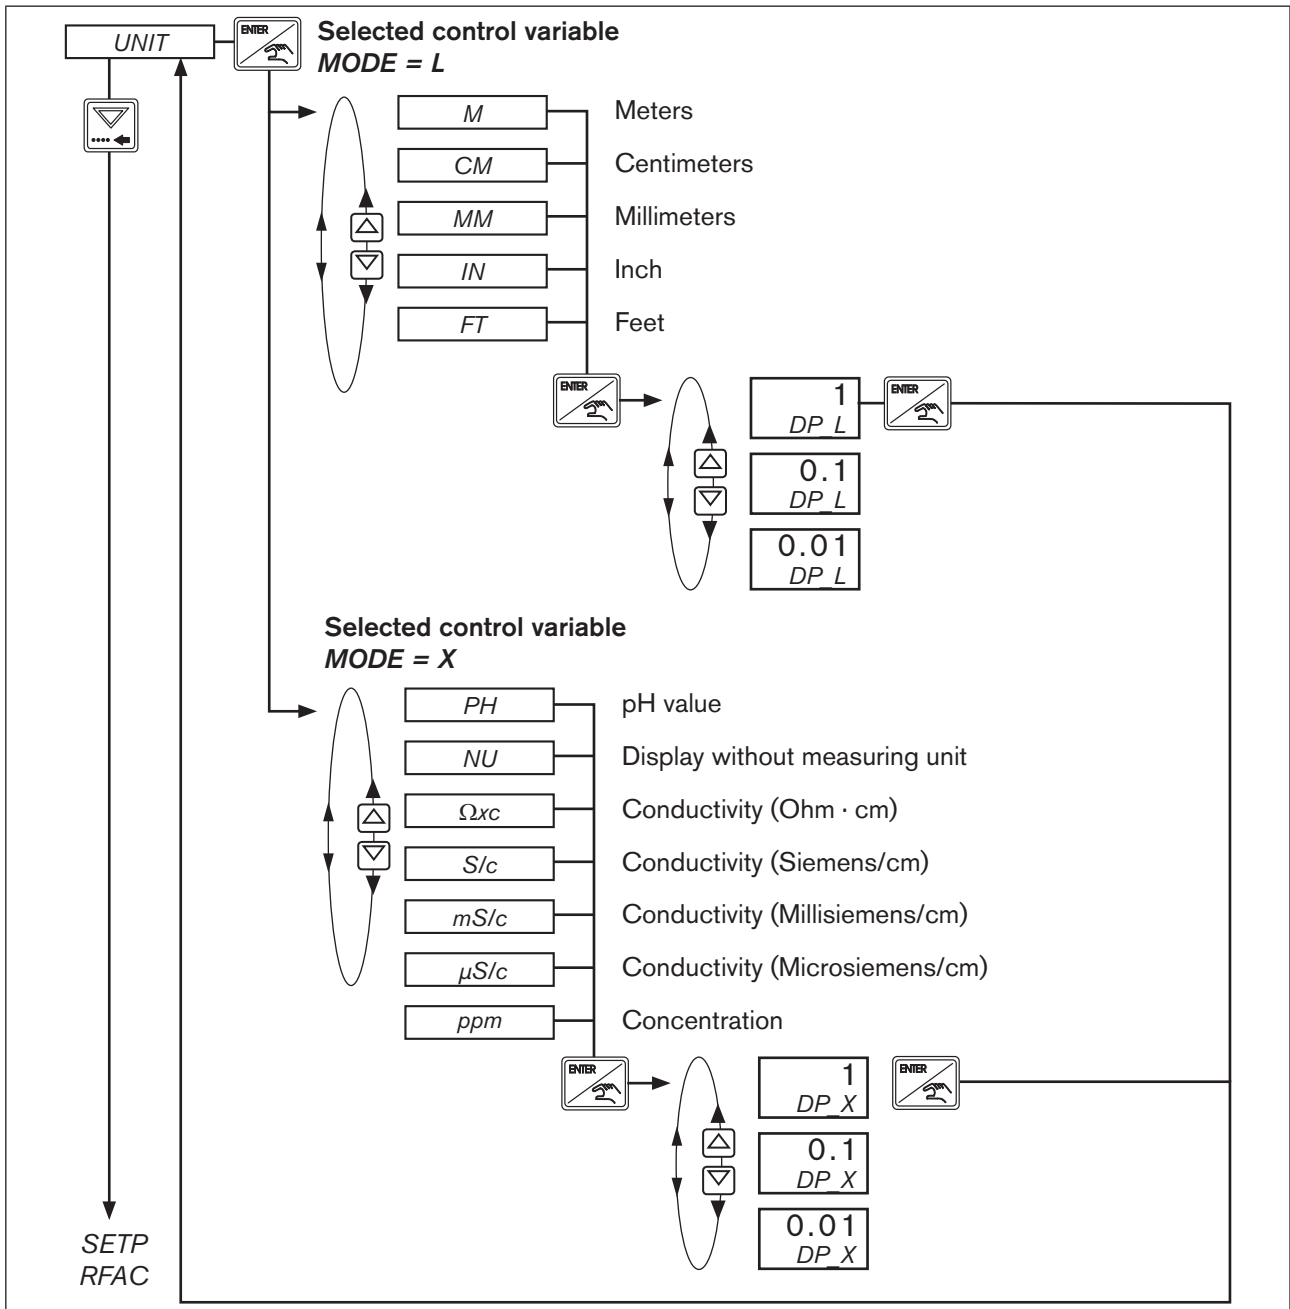 UNIT
ENTER
Selected control variable
MODE = L
M Meters
CM Centimeters
MM Millimeters
IN Inch
FT Feet
ENTER
1
DP_L
ENTER
0.1
DP_L
0.01
DP_L
Selected control variable
MODE = X
PH pH value
NU Display without measuring unit
Ωxc Conductivity (Ohm · cm)
S/c Conductivity (Siemens/cm)
mS/c Conductivity (Millisiemens/cm)
µS/c Conductivity (Microsiemens/cm)
ppm Concentration
ENTER
1
DP_X
ENTER
0.1
DP_X
0.01
DP_X
SETP
RFAC